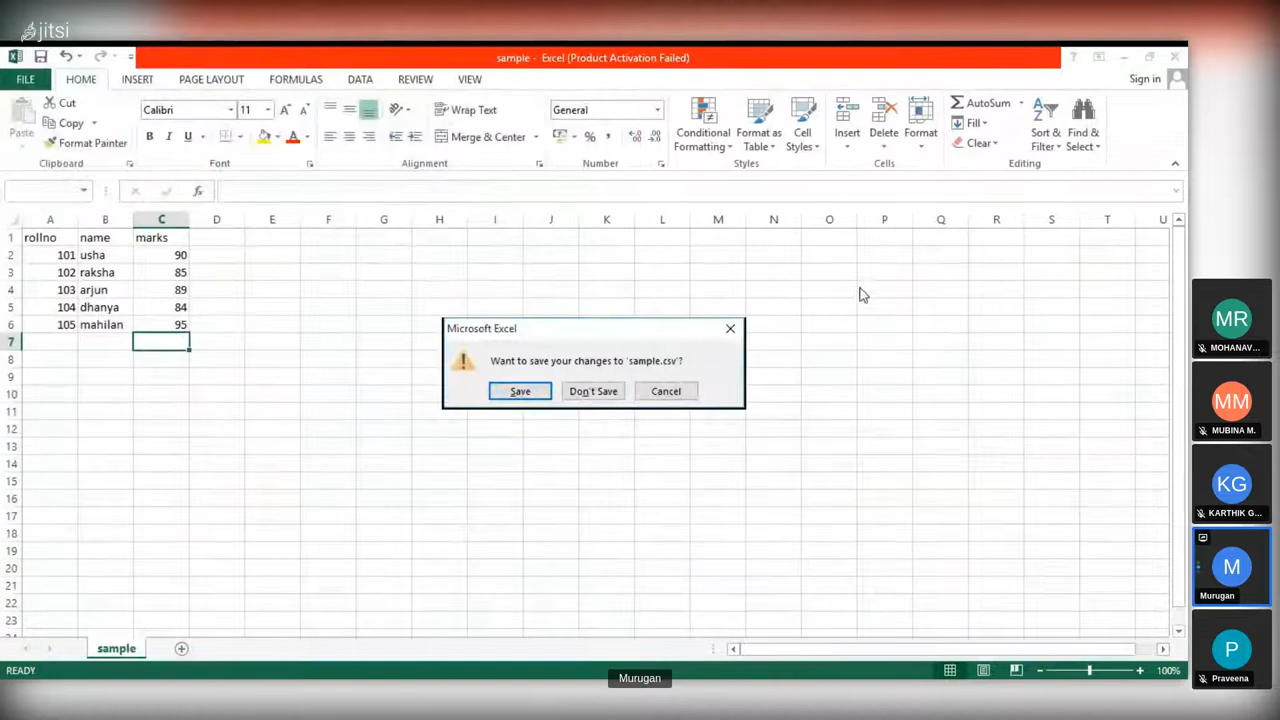 jitsi
sample - Excel (Product Activation Failed)
FILE HOME INSERT PAGE LAYOUT FORMULAS DATA REVIEW VIEW Sign in
Paste Cut Copy Format Painter Clipboard
Calibri 11 B I U Font
Wrap Text Merge & Center Alignment
General % Number
Conditional Formatting Format as Table Cell Styles Styles
Insert Delete Format Cells
AutoSum Fill Clear Sort & Filter Find & Select Editing
fx
A B C D E F G H I J K L M N O P Q R S T U
1 rollno name marks
2 101 usha 90
3 102 raksha 85
4 103 arjun 89
5 104 dhanya 84
6 105 mahilan 95
7
8
9
10
11
12
13
14
15
16
17
18
19
20
21
22
23
Microsoft Excel
Want to save your changes to 'sample.csv'?
Save Don't Save Cancel
sample
READY 100%
Murugan
MR
MOHANAV...
MM
MUBINA M.
KG
KARTHIK G...
M
Murugan
P
Praveena